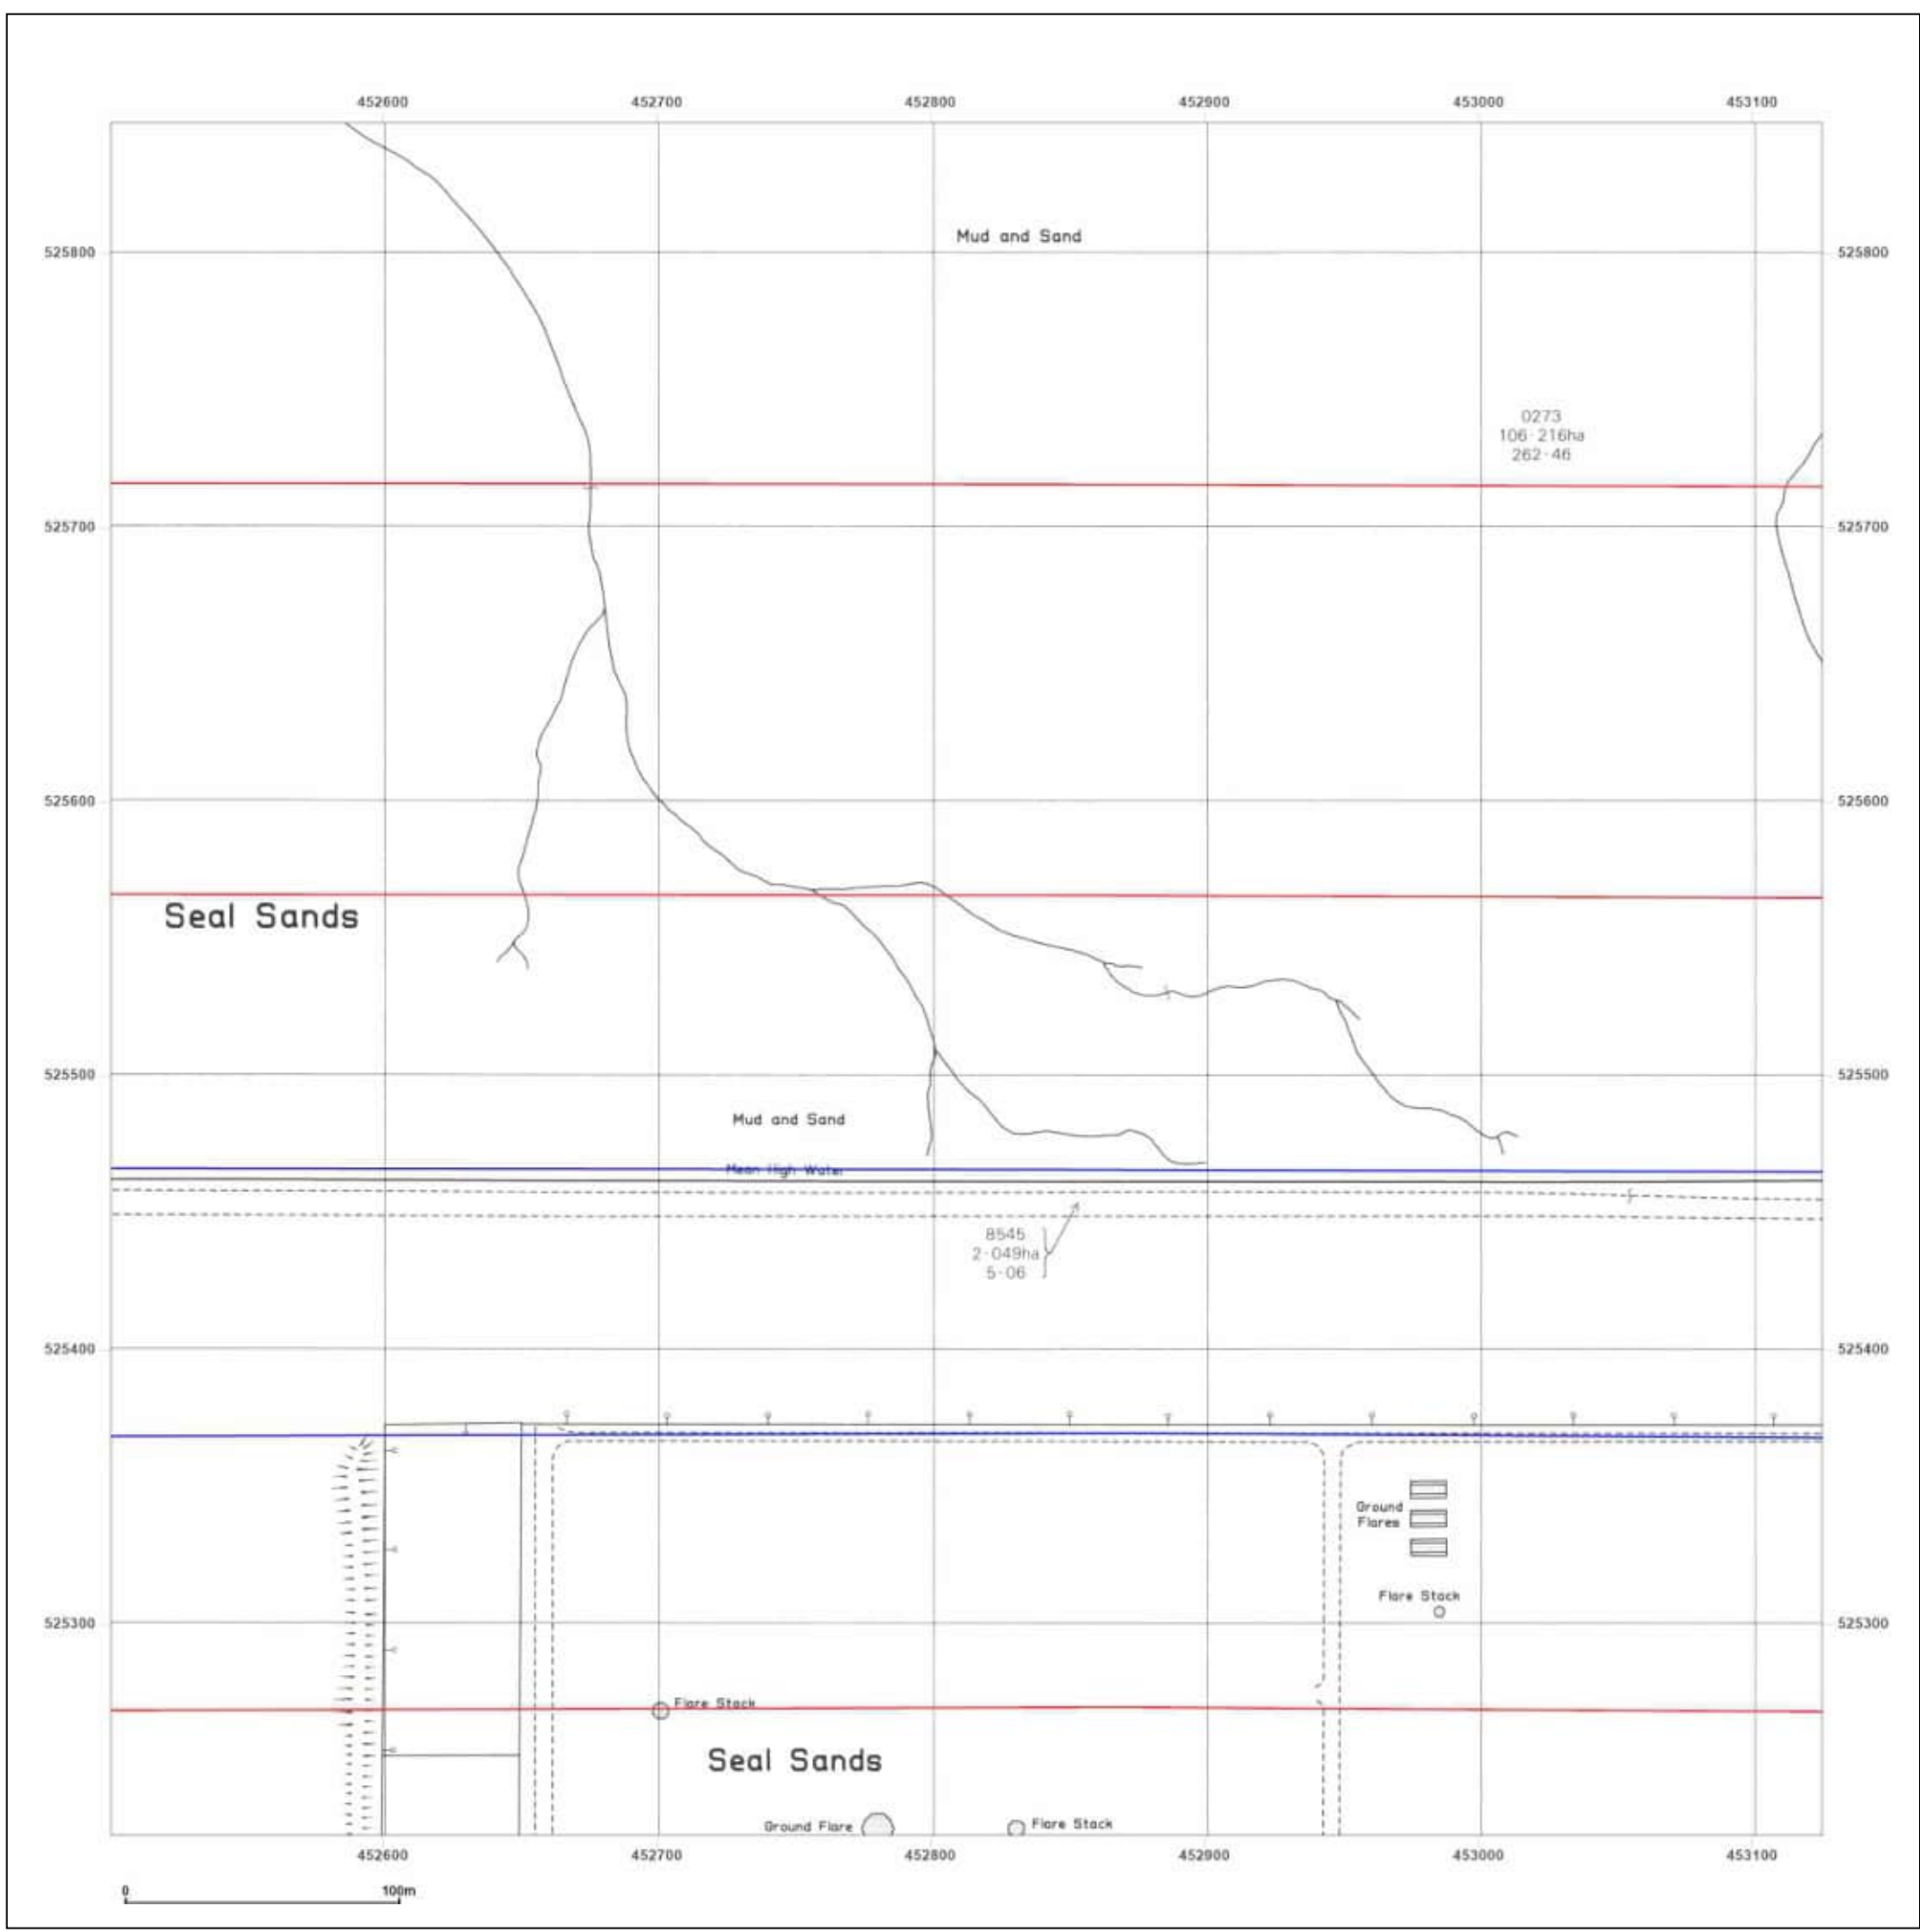 452600 452700 452800 452900 453000 453100
Mud and Sand
525800 525800
0273
106·216ha
262·46
525700 525700
525600 525600
Seal Sands
525500 525500
Mud and Sand
Mean High Water
8545
2·049ha
5·06
525400 525400
Ground
Flares
Flare Stack
525300 525300
Flare Stack
Seal Sands
Ground Flare Flare Stack
452600 452700 452800 452900 453000 453100
0 100m